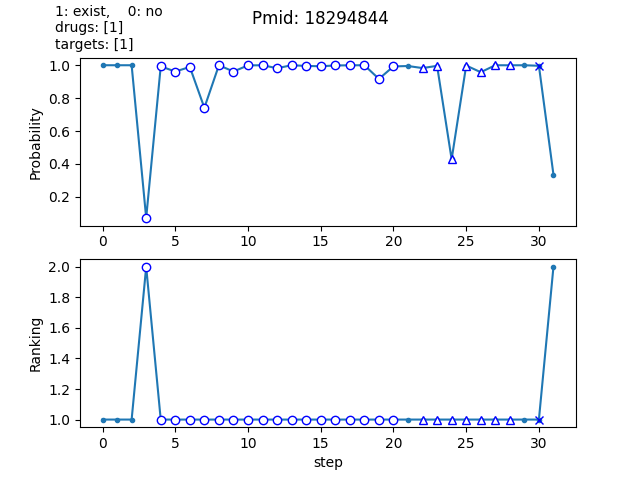 1: exist,    0: no
drugs: [1]
targets: [1]
Pmid: 18294844
Probability
1.0
0.8
0.6
0.4
0.2
0 5 10 15 20 25 30
Ranking
2.0
1.8
1.6
1.4
1.2
1.0
0 5 10 15 20 25 30
step